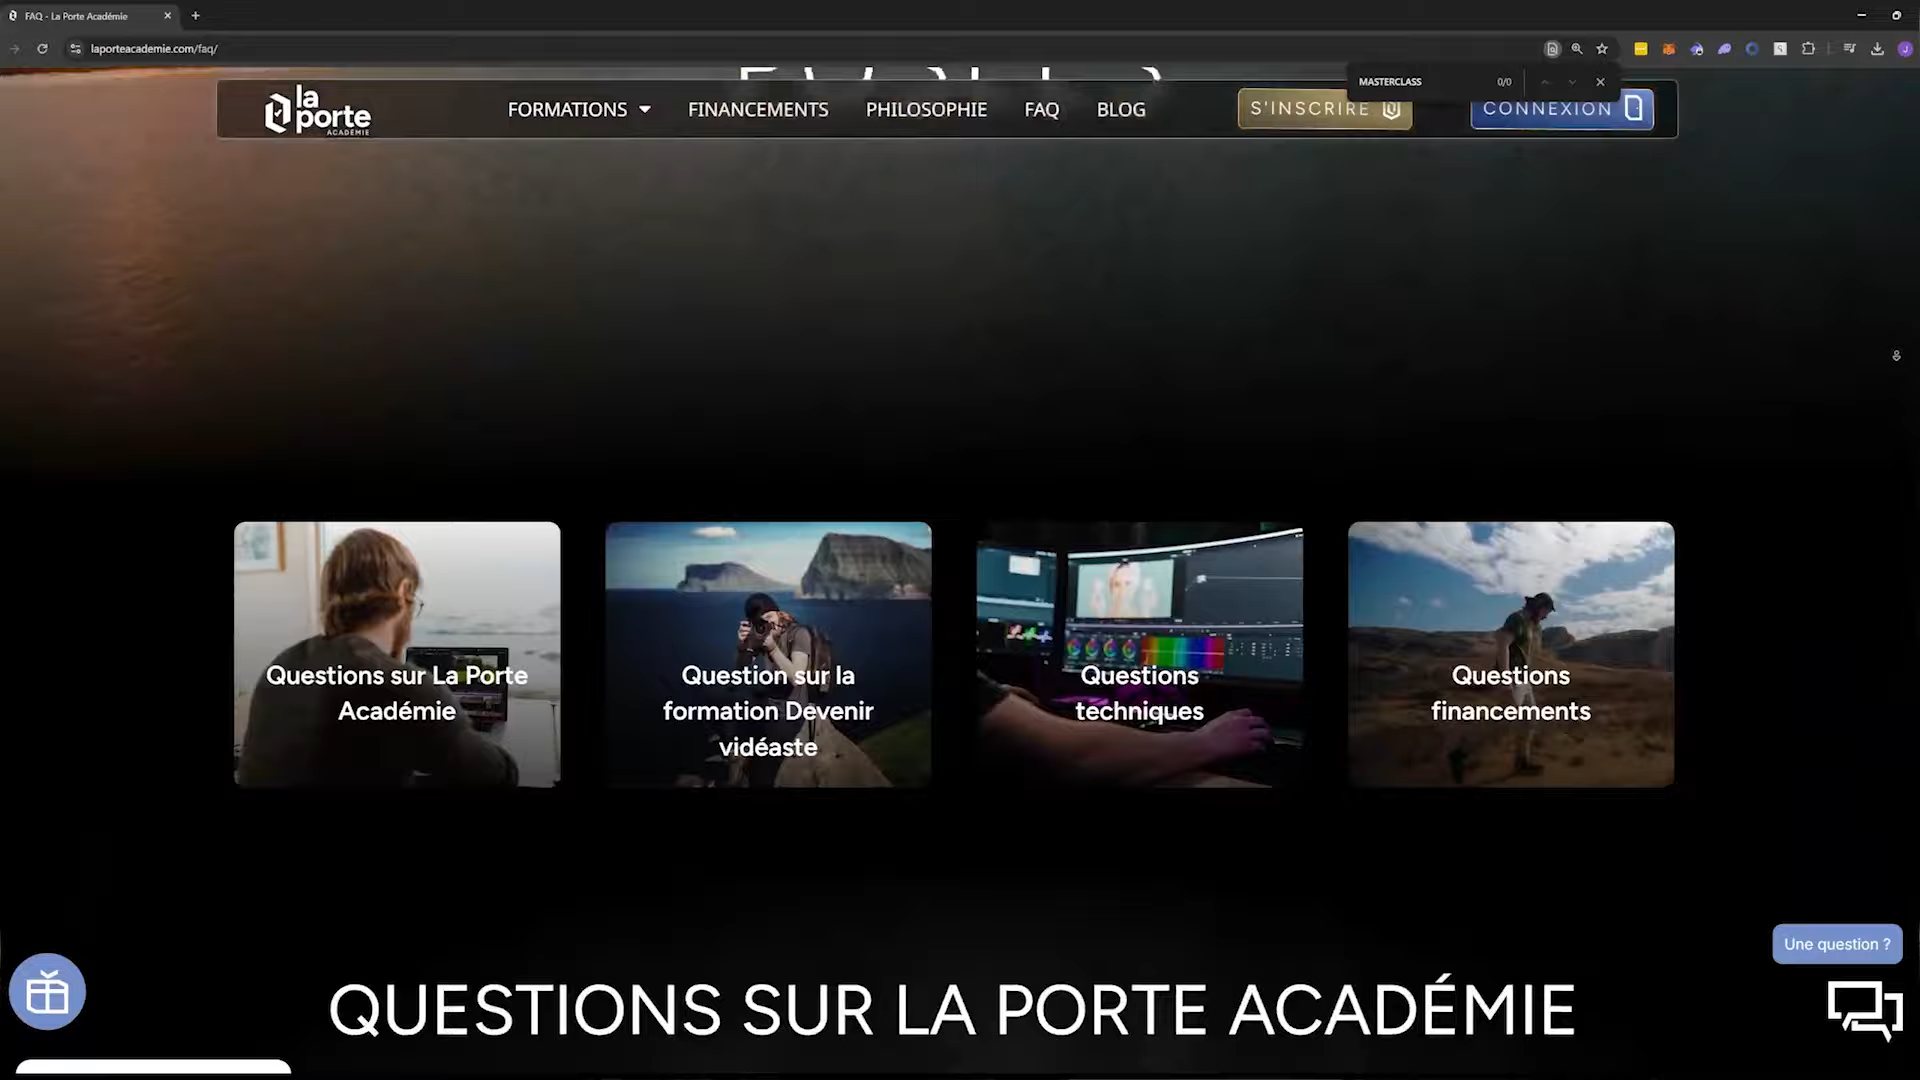 FAQ - La Porte Académie
laporteacademie.com/faq/
MASTERCLASS 0/0
la porte ACADÉMIE
FORMATIONS FINANCEMENTS PHILOSOPHIE FAQ BLOG S'INSCRIRE CONNEXION
Questions sur La Porte
Académie
Question sur la
formation Devenir
vidéaste
Questions
techniques
Questions
financements
Une question ?
QUESTIONS SUR LA PORTE ACADÉMIE